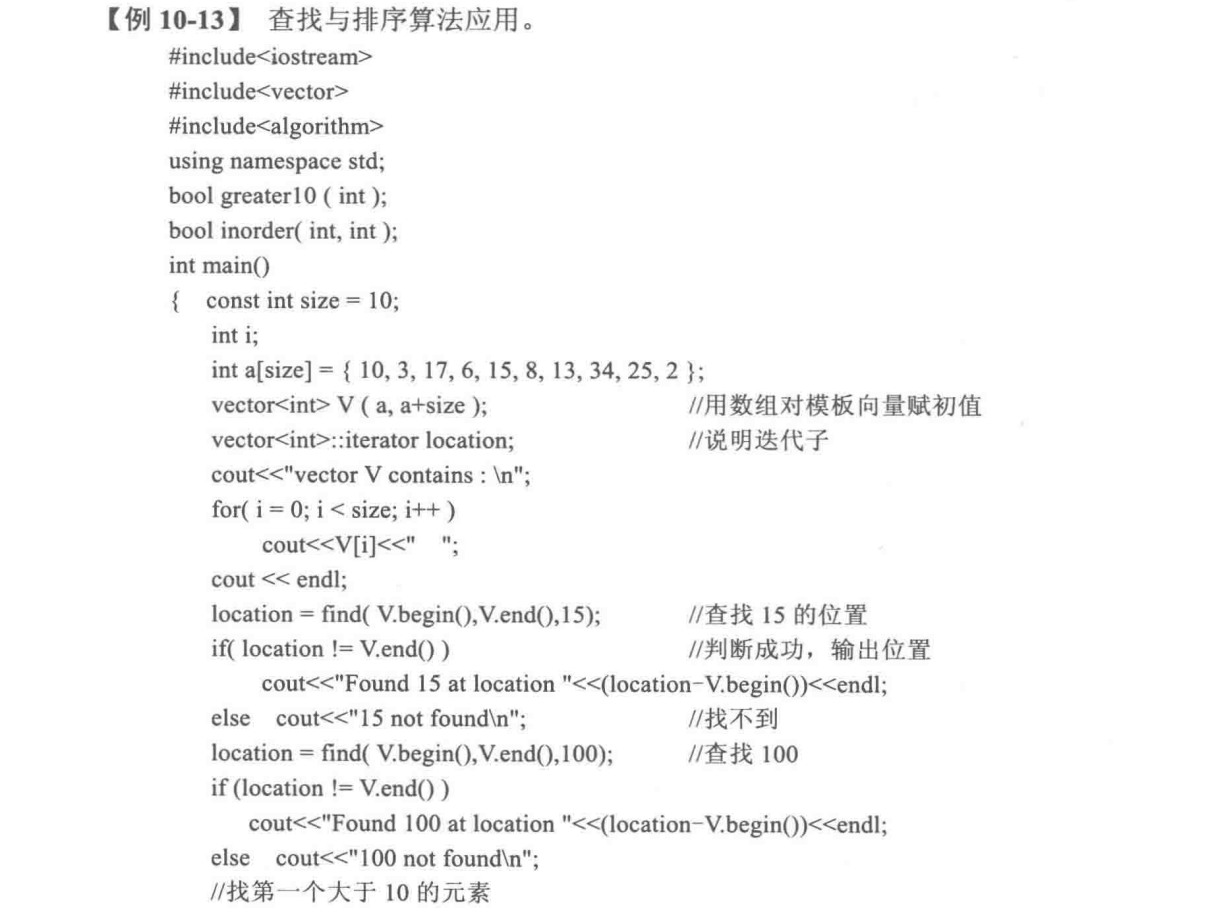 【例 10-13】 查找与排序算法应用。
#include<iostream>
#include<vector>
#include<algorithm>
using namespace std;
bool greater10 ( int );
bool inorder( int, int );
int main()
{ const int size = 10;
int i;
int a[size] = { 10, 3, 17, 6, 15, 8, 13, 34, 25, 2 };
vector<int> V ( a, a+size ); //用数组对模板向量赋初值
vector<int>::iterator location; //说明迭代子
cout<<"vector V contains : \n";
for( i = 0; i < size; i++ )
cout<<V[i]<<"  ";
cout << endl;
location = find( V.begin(),V.end(),15); //查找 15 的位置
if( location != V.end() ) //判断成功，输出位置
cout<<"Found 15 at location "<<(location-V.begin())<<endl;
else cout<<"15 not found\n"; //找不到
location = find( V.begin(),V.end(),100); //查找 100
if (location != V.end() )
cout<<"Found 100 at location "<<(location-V.begin())<<endl;
else cout<<"100 not found\n";
//找第一个大于 10 的元素